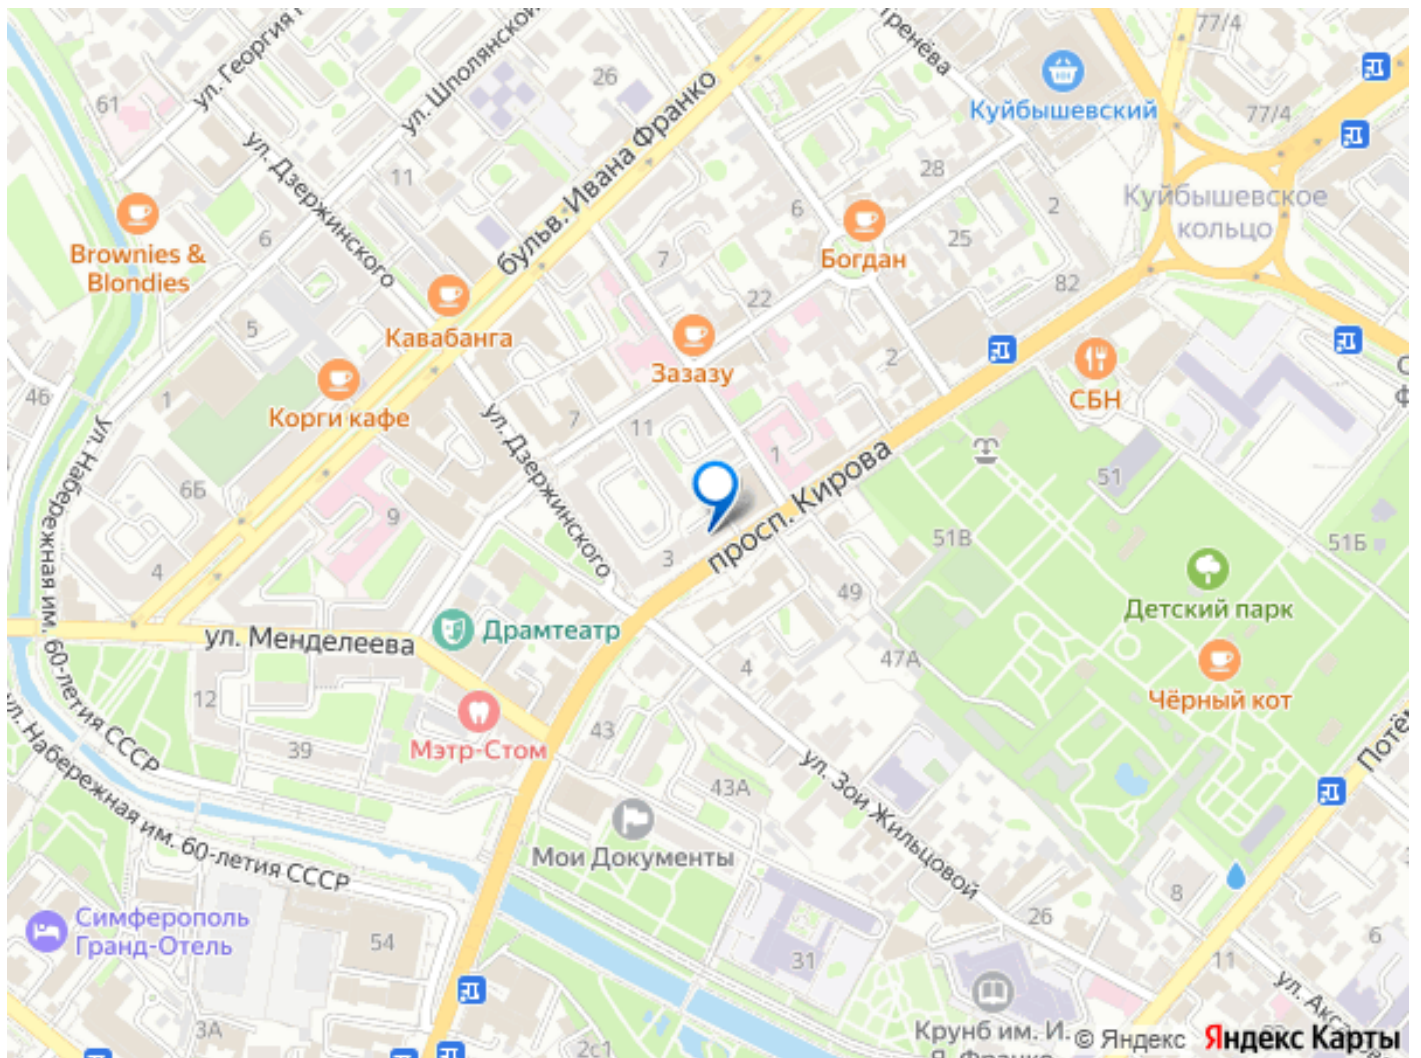 ул. Георгия
ул. Шполянской
Тренёва
77/4
26
61
Куйбышевский
77/4
ул. Дзержинского
бульв. Ивана Франко
11
28
Куйбышевское
кольцо
6
2
Brownies &
Blondies
6
Богдан
25
7
82
22
Кавабанга
5
Зазазу
2
46
1
Корги кафе
СБН
7
11
ул. Дзержинского
1
просп. Кирова
51
6Б
9
51В
51Б
ул. Набережная им. 60-летия СССР
3
4
49
Детский парк
Драмтеатр
ул. Менделеева
47А
4
12
Чёрный кот
43
39
Мэтр-Стом
ул. Зои Жильцовой
43А
Мои Документы
ул. Набережная им. 60-летия СССР
8
26
Симферополь
Гранд-Отель
54
6
31
11
3А
Крунб им. И.
2с1
© Яндекс
Яндекс Карты